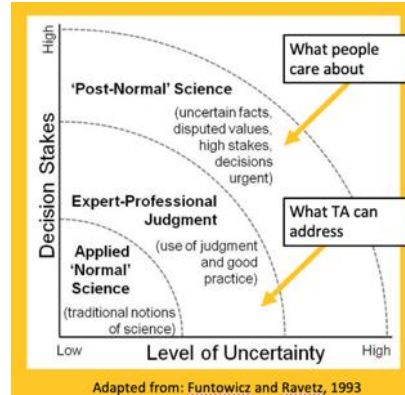 High
What people
care about
'Post-Normal' Science
(uncertain facts,
disputed values,
high stakes,
decisions
urgent)
Decision Stakes
Expert-Professional
Judgment
What TA can
address
Applied
'Normal'
Science
(use of judgment
and good
practice)
(traditional notions
of science)
Low
Level of Uncertainty
High
Adapted from: Funtowicz and Ravetz, 1993